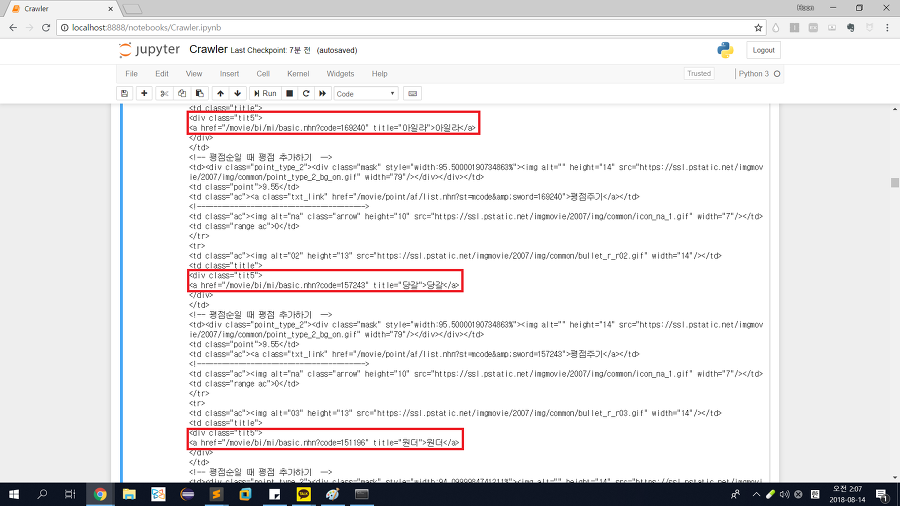 Crawler
localhost:8888/notebooks/Crawler.ipynb
jupyter Crawler Last Checkpoint: 7분 전 (autosaved)
Logout
File Edit View Insert Cell Kernel Widgets Help
Trusted Python 3
Run Code
<td class="title">
<div class="tit5">
<a href="/movie/bi/mi/basic.nhn?code=169240" title="아일라">아일라</a>
</div>
</td>
<!-- 평점순일 때 평점 추가하기 -->
<td><div class="point_type_2"><div class="mask" style="width:95.50000190734863%"><img alt="" height="14" src="https://ssl.pstatic.net/imgmov
ie/2007/img/common/point_type_2_bg_on.gif" width="79"/></div></div></td>
<td class="point">9.55</td>
<td class="ac"><a class="txt_link" href="/movie/point/af/list.nhn?st=mcode&amp;sword=169240">평점주기</a></td>
<!---------------------------------------->
<td class="ac"><img alt="na" class="arrow" height="10" src="https://ssl.pstatic.net/imgmovie/2007/img/common/icon_na_1.gif" width="7"/></td>
<td class="range ac">0</td>
</tr>
<tr>
<td class="ac"><img alt="02" height="13" src="https://ssl.pstatic.net/imgmovie/2007/img/common/bullet_r_r02.gif" width="14"/></td>
<td class="title">
<div class="tit5">
<a href="/movie/bi/mi/basic.nhn?code=157243" title="당갈">당갈</a>
</div>
</td>
<!-- 평점순일 때 평점 추가하기 -->
<td><div class="point_type_2"><div class="mask" style="width:95.50000190734863%"><img alt="" height="14" src="https://ssl.pstatic.net/imgmov
ie/2007/img/common/point_type_2_bg_on.gif" width="79"/></div></div></td>
<td class="point">9.55</td>
<td class="ac"><a class="txt_link" href="/movie/point/af/list.nhn?st=mcode&amp;sword=157243">평점주기</a></td>
<!---------------------------------------->
<td class="ac"><img alt="na" class="arrow" height="10" src="https://ssl.pstatic.net/imgmovie/2007/img/common/icon_na_1.gif" width="7"/></td>
<td class="range ac">0</td>
</tr>
<tr>
<td class="ac"><img alt="03" height="13" src="https://ssl.pstatic.net/imgmovie/2007/img/common/bullet_r_r03.gif" width="14"/></td>
<td class="title">
<div class="tit5">
<a href="/movie/bi/mi/basic.nhn?code=151196" title="원더">원더</a>
</div>
</td>
<!-- 평점순일 때 평점 추가하기 -->
오전 2:07
2018-08-14